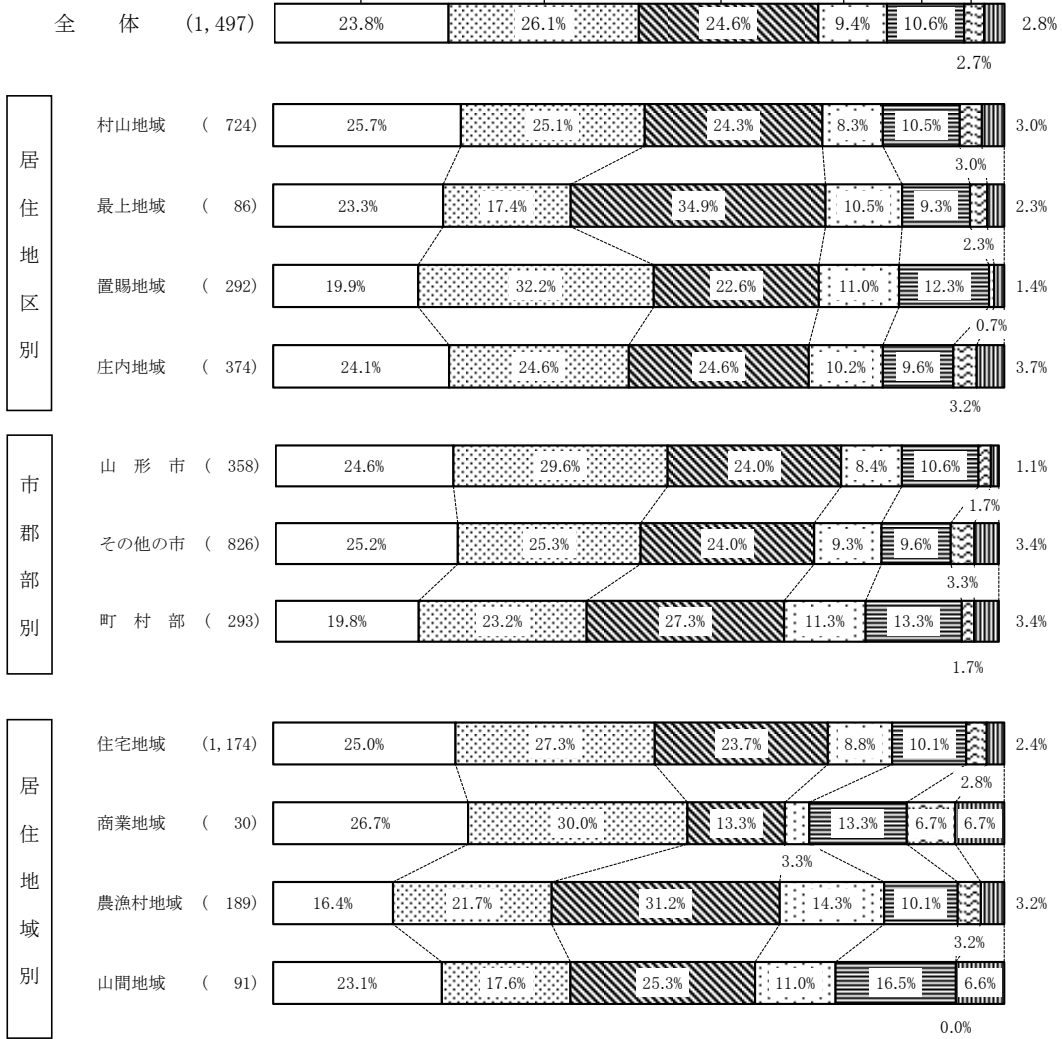 全　体　(1,497) 23.8% 26.1% 24.6% 9.4% 10.6% 2.8%
2.7%
居住地区別
村山地域　(　724) 25.7% 25.1% 24.3% 8.3% 10.5% 3.0%
3.0%
最上地域　(　86) 23.3% 17.4% 34.9% 10.5% 9.3% 2.3%
2.3%
置賜地域　(　292) 19.9% 32.2% 22.6% 11.0% 12.3% 1.4%
0.7%
庄内地域　(　374) 24.1% 24.6% 24.6% 10.2% 9.6% 3.7%
3.2%
市郡部別
山　形　市　(　358) 24.6% 29.6% 24.0% 8.4% 10.6% 1.1%
1.7%
その他の市　(　826) 25.2% 25.3% 24.0% 9.3% 9.6% 3.4%
3.3%
町　村　部　(　293) 19.8% 23.2% 27.3% 11.3% 13.3% 3.4%
1.7%
居住地域別
住宅地域　(1,174) 25.0% 27.3% 23.7% 8.8% 10.1% 2.4%
2.8%
商業地域　(　30) 26.7% 30.0% 13.3% 13.3% 6.7% 6.7%
3.3%
農漁村地域　(　189) 16.4% 21.7% 31.2% 14.3% 10.1% 3.2%
3.2%
山間地域　(　91) 23.1% 17.6% 25.3% 11.0% 16.5% 6.6%
0.0%